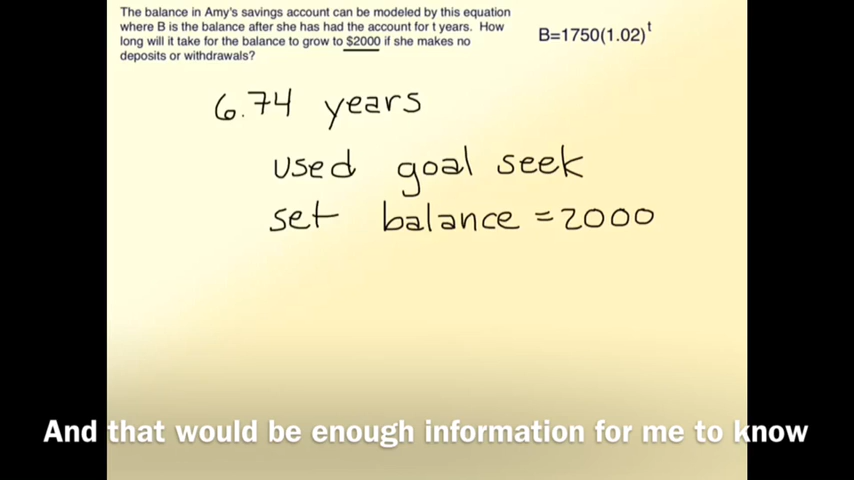 The balance in Amy's savings account can be modeled by this equation
where B is the balance after she has had the account for t years. How
long will it take for the balance to grow to $2000 if she makes no
deposits or withdrawals?
B=1750(1.02)^t
6.74 years
used goal seek
set balance = 2000
And that would be enough information for me to know